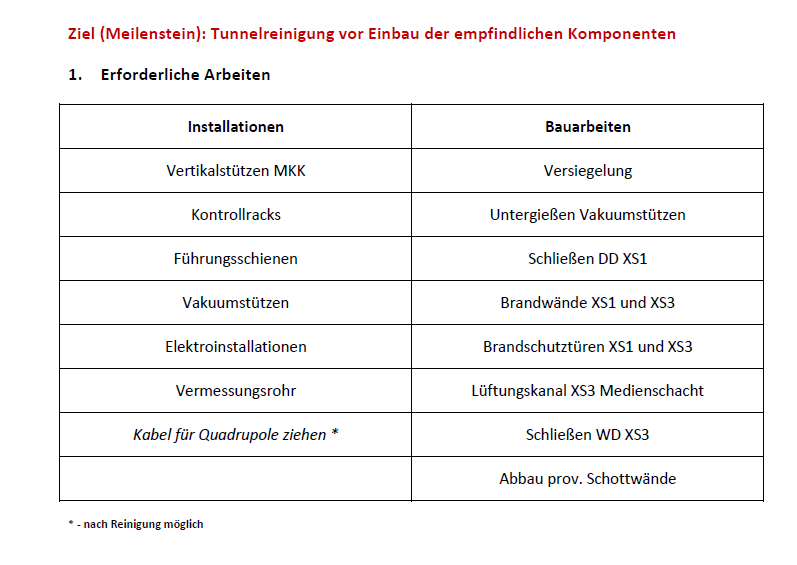 Ziel (Meilenstein): Tunnelreinigung vor Einbau der empfindlichen Komponenten
1. Erforderliche Arbeiten
Installationen Bauarbeiten
Vertikalstützen MKK Versiegelung
Kontrollracks Untergießen Vakuumstützen
Führungsschienen Schließen DD XS1
Vakuumstützen Brandwände XS1 und XS3
Elektroinstallationen Brandschutztüren XS1 und XS3
Vermessungsrohr Lüftungskanal XS3 Medienschacht
Kabel für Quadrupole ziehen * Schließen WD XS3
Abbau prov. Schottwände
* - nach Reinigung möglich